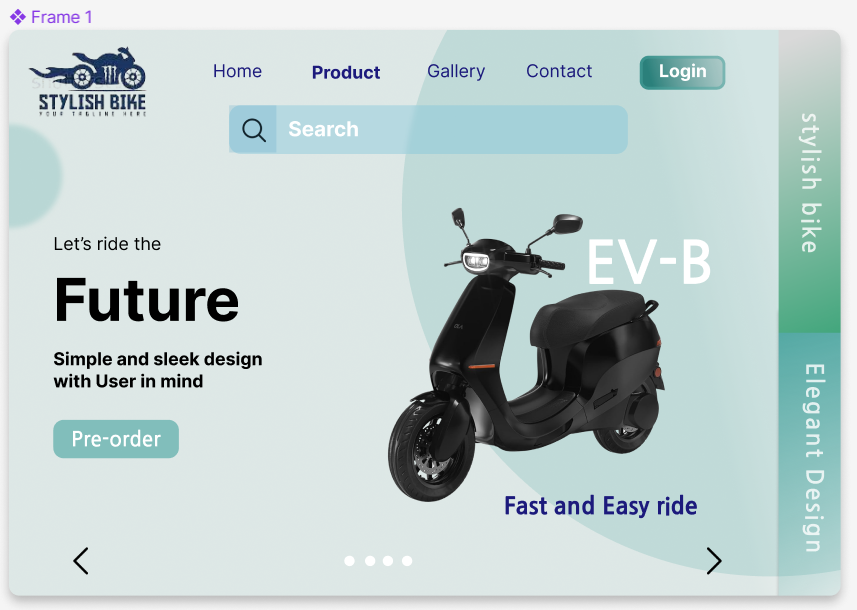 Frame 1
STYLISH BIKE
YOUR TAGLINE HERE
Home
Product
Gallery
Contact
Login
Search
stylish bike
Let's ride the
Future
Simple and sleek design
with User in mind
Pre-order
EV-B
Fast and Easy ride
Elegant Design